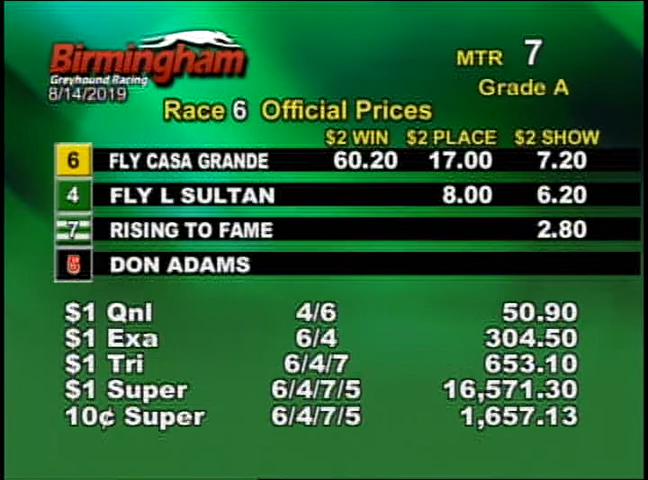 Birmingham
Greyhound Racing
8/14/2019
MTR 7
Grade A
Race 6 Official Prices
$2 WIN $2 PLACE $2 SHOW
6 FLY CASA GRANDE 60.20 17.00 7.20
4 FLY L SULTAN 8.00 6.20
7 RISING TO FAME 2.80
5 DON ADAMS
$1 Qnl 4/6 50.90
$1 Exa 6/4 304.50
$1 Tri 6/4/7 653.10
$1 Super 6/4/7/5 16,571.30
10¢ Super 6/4/7/5 1,657.13